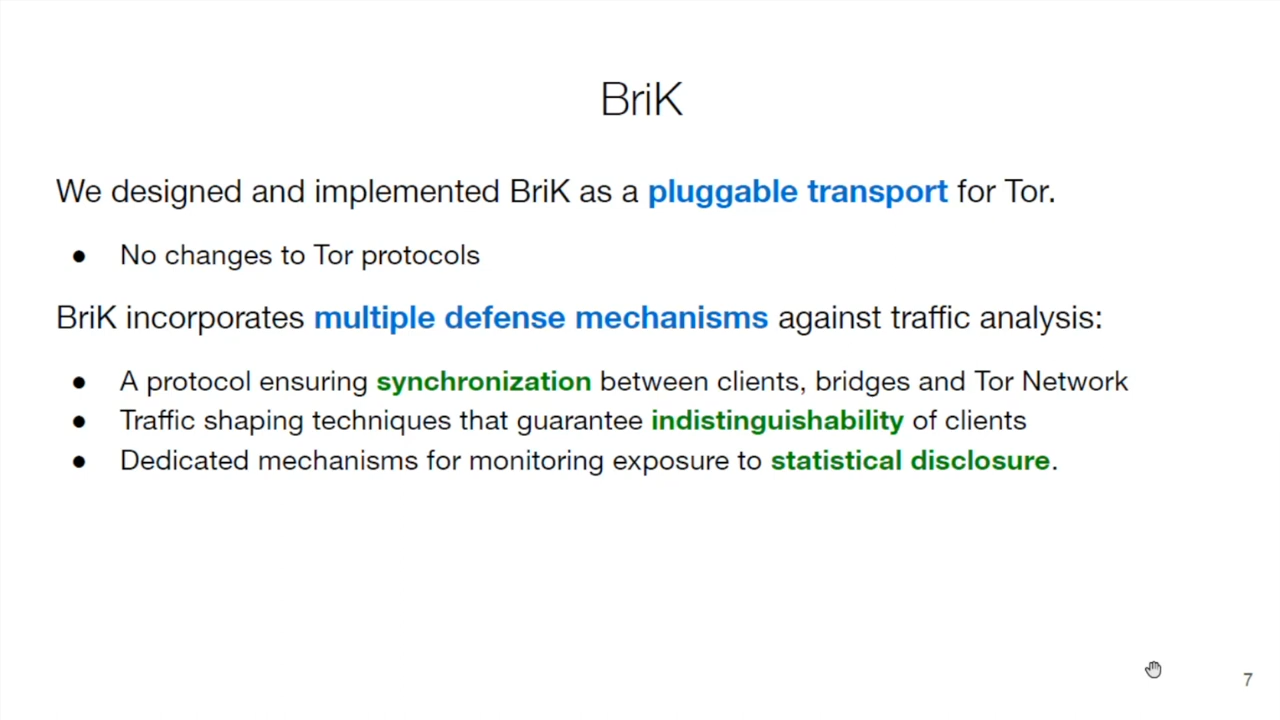 BriK
We designed and implemented BriK as a pluggable transport for Tor.
● No changes to Tor protocols
BriK incorporates multiple defense mechanisms against traffic analysis:
● A protocol ensuring synchronization between clients, bridges and Tor Network
● Traffic shaping techniques that guarantee indistinguishability of clients
● Dedicated mechanisms for monitoring exposure to statistical disclosure.
7